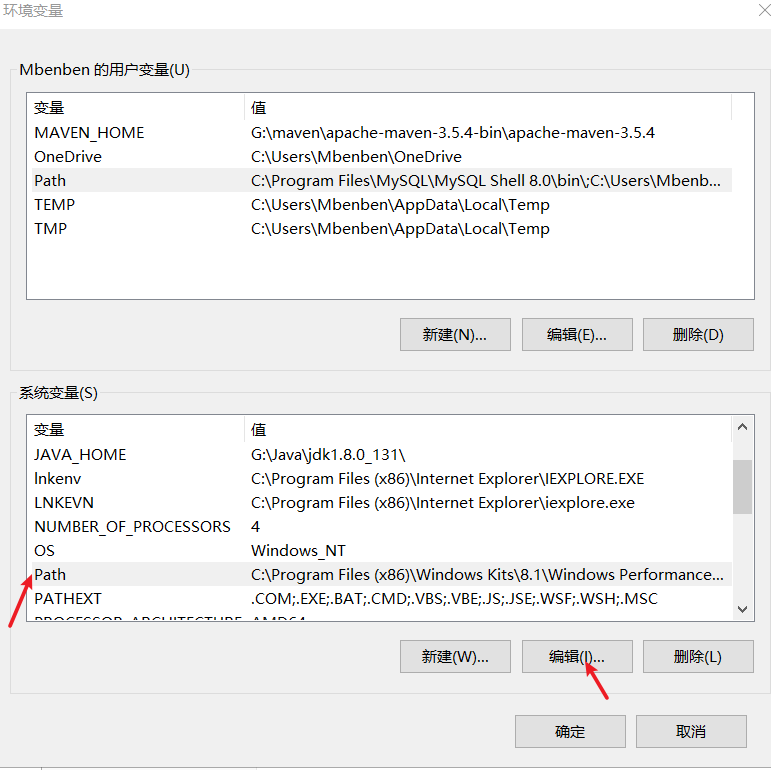 环境变量
Mbenben 的用户变量(U)
变量 值
MAVEN_HOME G:\maven\apache-maven-3.5.4-bin\apache-maven-3.5.4
OneDrive C:\Users\Mbenben\OneDrive
Path C:\Program Files\MySQL\MySQL Shell 8.0\bin\;C:\Users\Mbenb...
TEMP C:\Users\Mbenben\AppData\Local\Temp
TMP C:\Users\Mbenben\AppData\Local\Temp
新建(N)... 编辑(E)... 删除(D)
系统变量(S)
变量 值
JAVA_HOME G:\Java\jdk1.8.0_131\
lnkenv C:\Program Files (x86)\Internet Explorer\IEXPLORE.EXE
LNKEVN C:\Program Files (x86)\Internet Explorer\iexplore.exe
NUMBER_OF_PROCESSORS 4
OS Windows_NT
Path C:\Program Files (x86)\Windows Kits\8.1\Windows Performance...
PATHEXT .COM;.EXE;.BAT;.CMD;.VBS;.VBE;.JS;.JSE;.WSF;.WSH;.MSC
PROCESSOR_ARCHITECTURE AMD64
新建(W)... 编辑(I)... 删除(L)
确定 取消